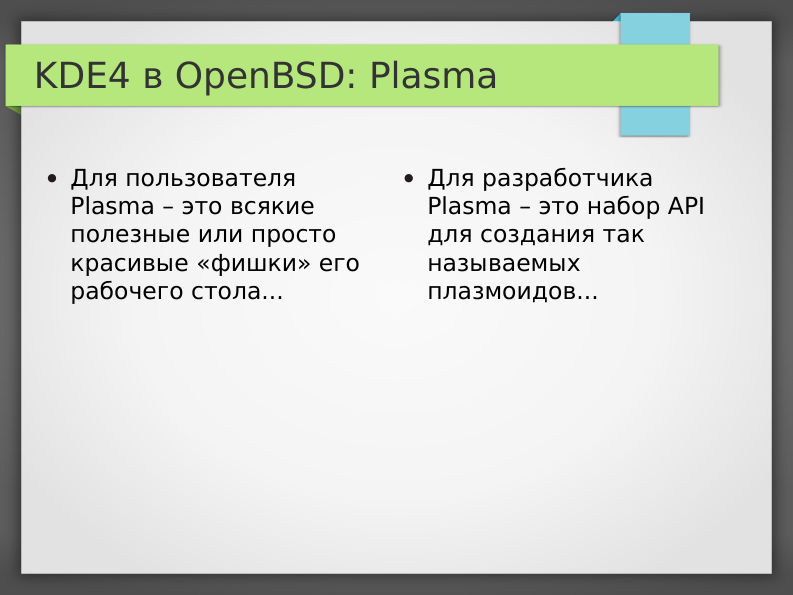 KDE4 в OpenBSD: Plasma
• Для пользователя
Plasma – это всякие
полезные или просто
красивые «фишки» его
рабочего стола...
• Для разработчика
Plasma – это набор API
для создания так
называемых
плазмоидов...